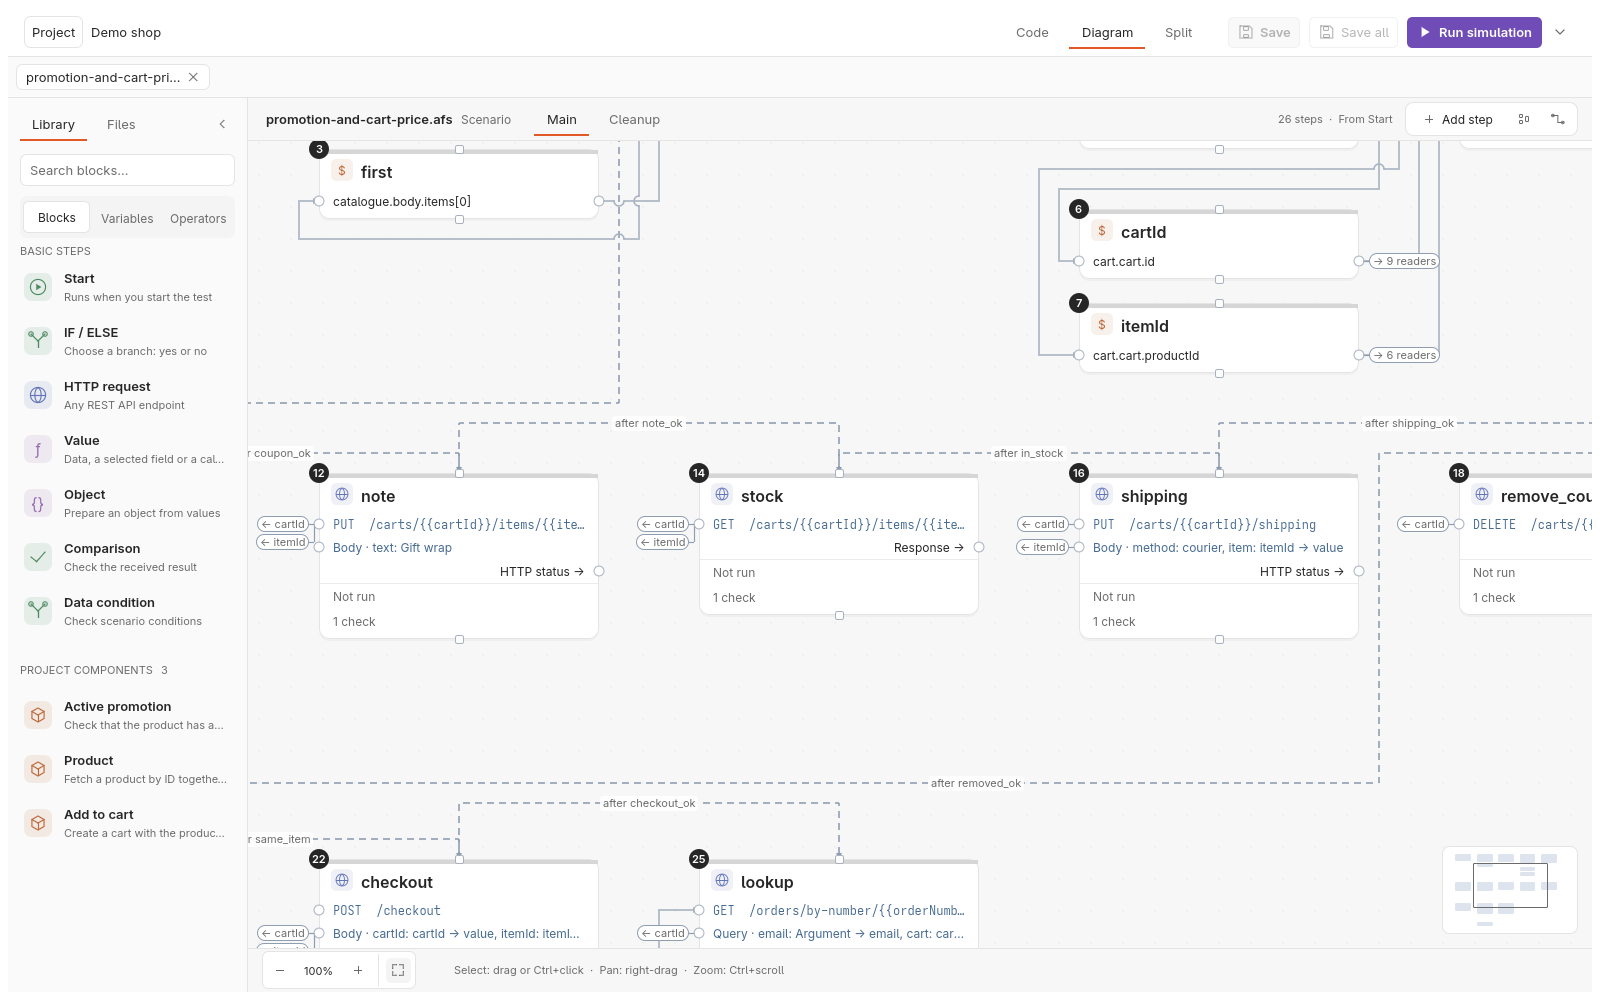 Project Demo shop Code Diagram Split Save Save all Run simulation
promotion-and-cart-pri...
Library Files
promotion-and-cart-price.afs Scenario Main Cleanup 26 steps · From Start Add step
Search blocks...
Blocks Variables Operators
BASIC STEPS
Start
Runs when you start the test
IF / ELSE
Choose a branch: yes or no
HTTP request
Any REST API endpoint
Value
Data, a selected field or a cal...
Object
Prepare an object from values
Comparison
Check the received result
Data condition
Check scenario conditions
PROJECT COMPONENTS 3
Active promotion
Check that the product has a...
Product
Fetch a product by ID togethe...
Add to cart
Create a cart with the produc...
3
$ first
catalogue.body.items[0]
6
$ cartId
cart.cart.id
→ 9 readers
7
$ itemId
cart.cart.productId
→ 6 readers
after note_ok
after shipping_ok
r coupon_ok
after in_stock
12
note
← cartId PUT /carts/{{cartId}}/items/{{ite...
← itemId Body · text: Gift wrap
HTTP status →
Not run
1 check
14
stock
← cartId GET /carts/{{cartId}}/items/{{ite...
← itemId
Response →
Not run
1 check
16
shipping
← cartId PUT /carts/{{cartId}}/shipping
← itemId Body · method: courier, item: itemId → value
HTTP status →
Not run
1 check
18
remove_cou
← cartId DELETE /carts/{{
Not run
1 check
after removed_ok
after checkout_ok
r same_item
22
checkout
POST /checkout
← cartId Body · cartId: cartId → value, itemId: itemI...
25
lookup
GET /orders/by-number/{{orderNumb...
← cartId Query · email: Argument → email, cart: car...
− 100% + Select: drag or Ctrl+click · Pan: right-drag · Zoom: Ctrl+scroll